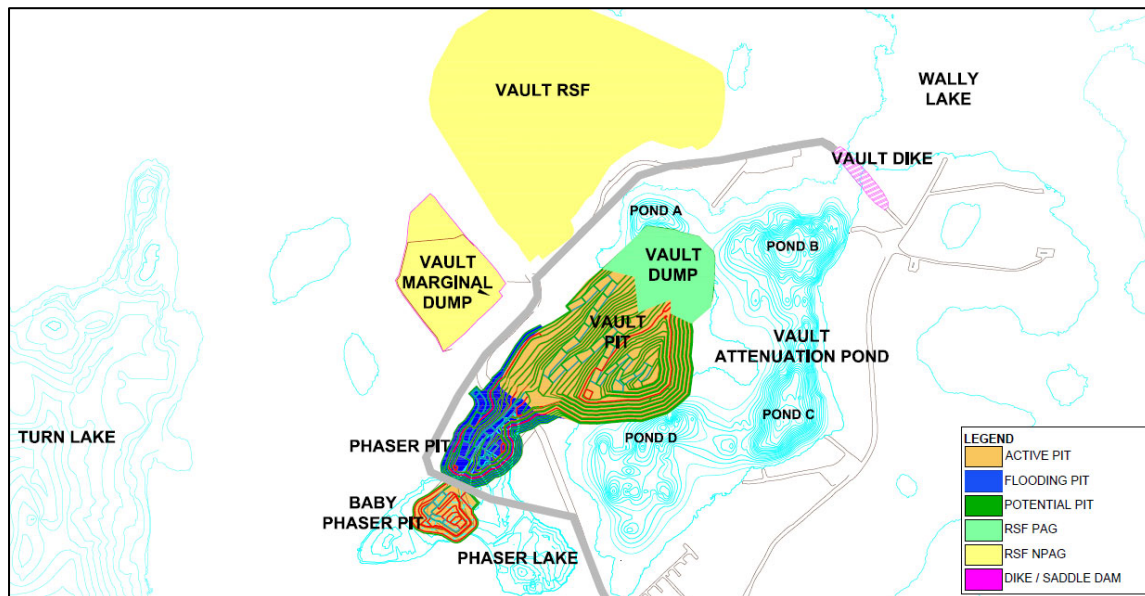 VAULT RSF
WALLY
LAKE
VAULT DIKE
POND A
POND B
VAULT
DUMP
VAULT
MARGINAL
DUMP
VAULT
PIT
VAULT
ATTENUATION POND
POND C
POND D
TURN LAKE
PHASER PIT
BABY
PHASER PIT
PHASER LAKE
LEGEND
ACTIVE PIT
FLOODING PIT
POTENTIAL PIT
RSF PAG
RSF NPAG
DIKE / SADDLE DAM